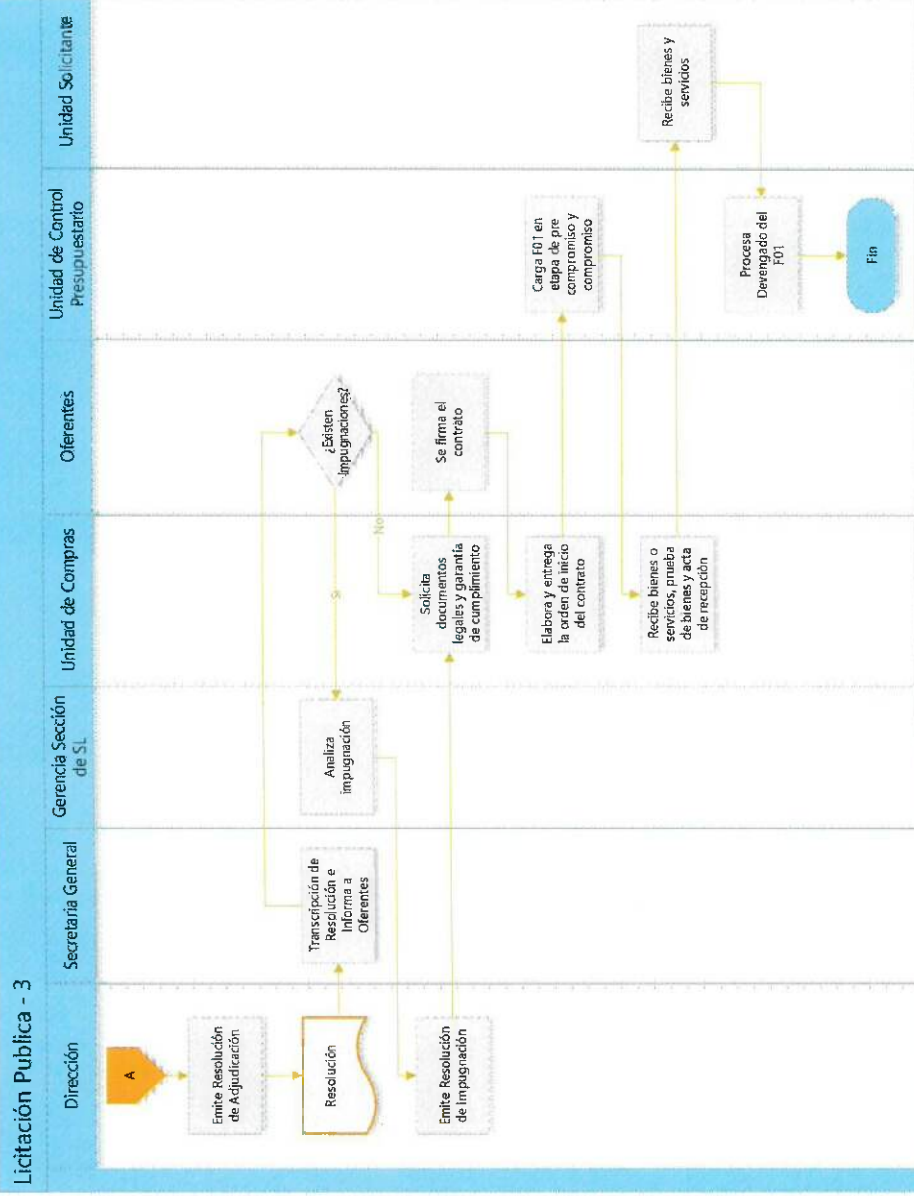 Licitación Publica - 3
Dirección
Secretaria General
Gerencia Sección
de SL
Unidad de Compras
Oferentes
Unidad de Control
Presupuestario
Unidad Solicitante
A
Emite Resolución
de Adjudicación
Resolución
Transcripción de
Resolución e
Informa a
Oferentes
¿Existen
Impugnaciones?
Si
No
Analiza
impugnación
Emite Resolución
de Impugnación
Solicita
documentos
legales y garantia
de cumplimiento
Se firma el
contrato
Elabora y entrega
la orden de inicio
del contrato
Carga F01 en
etapa de pre
compromiso y
compromiso
Recibe bienes o
servicios, prueba
de bienes y acta
de recepción
Recibe bienes y
servicios
Procesa
Devengado del
F01
Fin